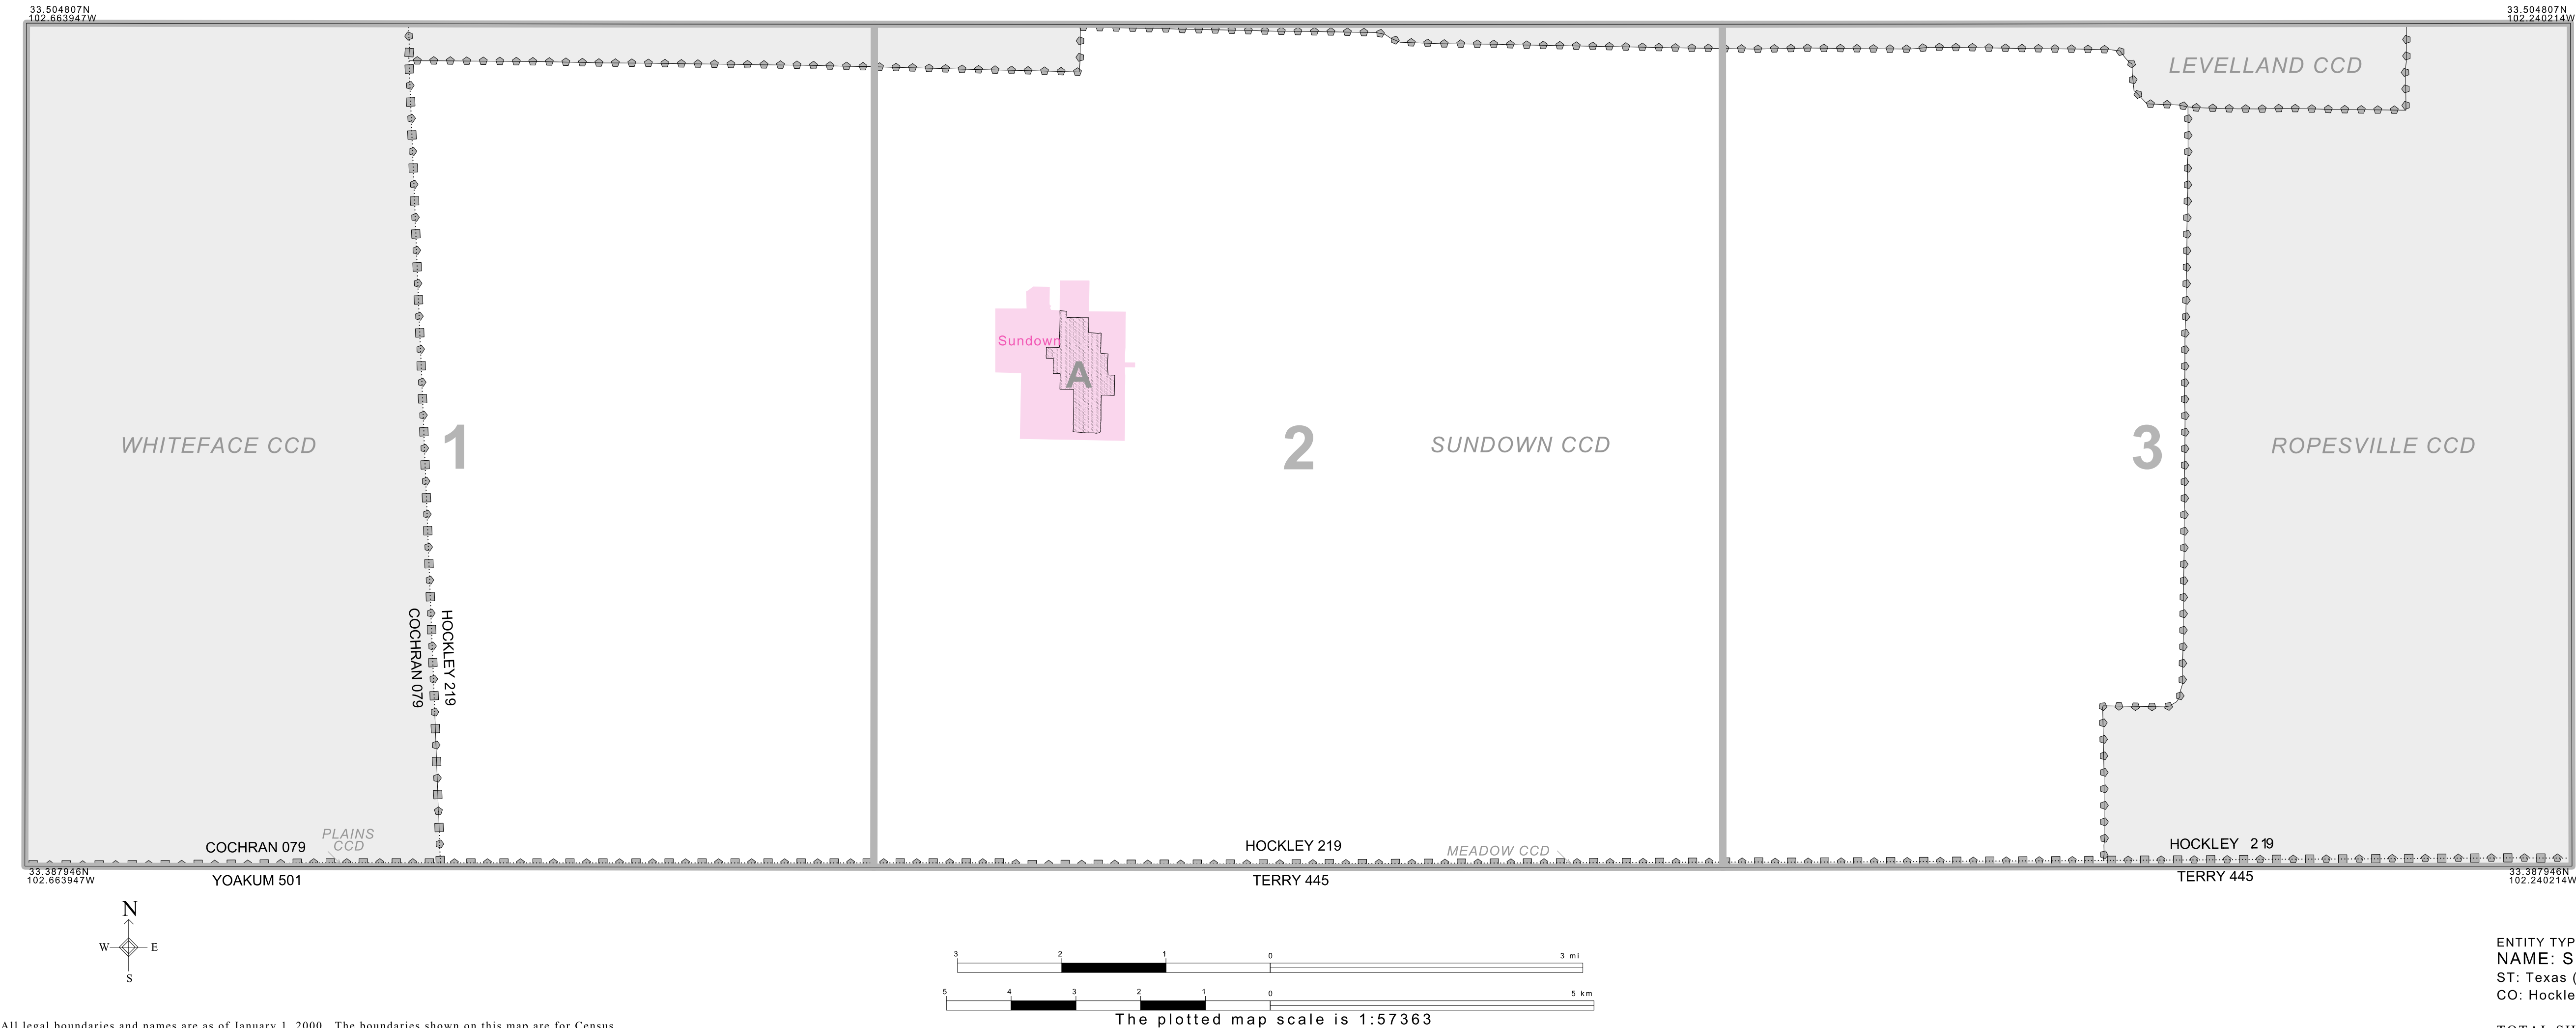 33.504807N
102.663947W
33.504807N
102.240214W
LEVELLAND CCD
Sundown
A
WHITEFACE CCD
1
2
SUNDOWN CCD
3
ROPESVILLE CCD
COCHRAN 079
HOCKLEY 219
PLAINS
CCD
COCHRAN 079
HOCKLEY 219
MEADOW CCD
HOCKLEY 219
33.387946N
102.663947W
YOAKUM 501
TERRY 445
TERRY 445
33.387946N
102.240214W
N
W E
S
3 2 1 0 3 mi
5 4 3 2 1 0 5 km
The plotted map scale is 1:57363
ENTITY TYP
NAME: S
ST: Texas (
CO: Hockle
All legal boundaries and names are as of January 1, 2000. The boundaries shown on this map are for Census